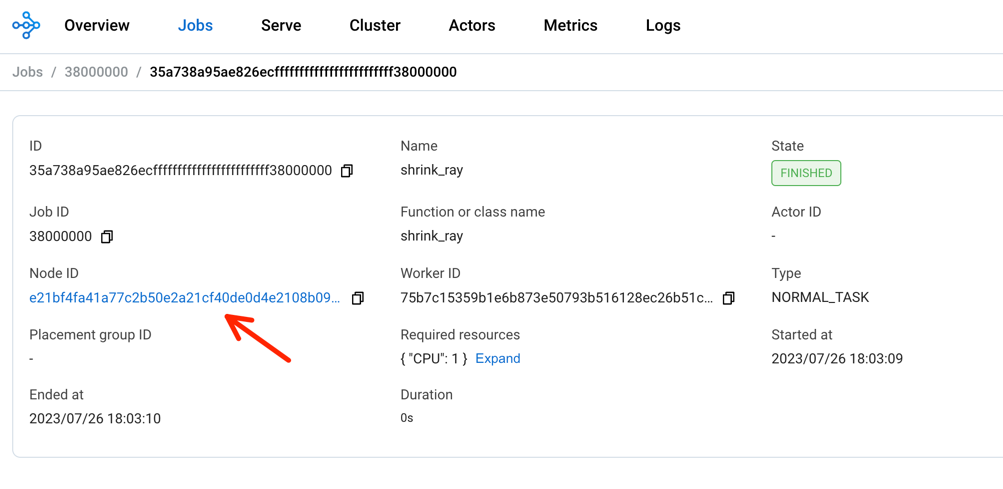 Overview Jobs Serve Cluster Actors Metrics Logs
Jobs / 38000000 / 35a738a95ae826ecffffffffffffffffffffffff38000000
ID Name State
35a738a95ae826ecffffffffffffffffffffffff38000000 shrink_ray FINISHED
Job ID Function or class name Actor ID
38000000 shrink_ray -
Node ID Worker ID Type
e21bf4fa41a77c2b50e2a21cf40de0d4e2108b09... 75b7c15359b1e6b873e50793b516128ec26b51c... NORMAL_TASK
Placement group ID Required resources Started at
- { "CPU": 1 } Expand 2023/07/26 18:03:09
Ended at Duration
2023/07/26 18:03:10 0s